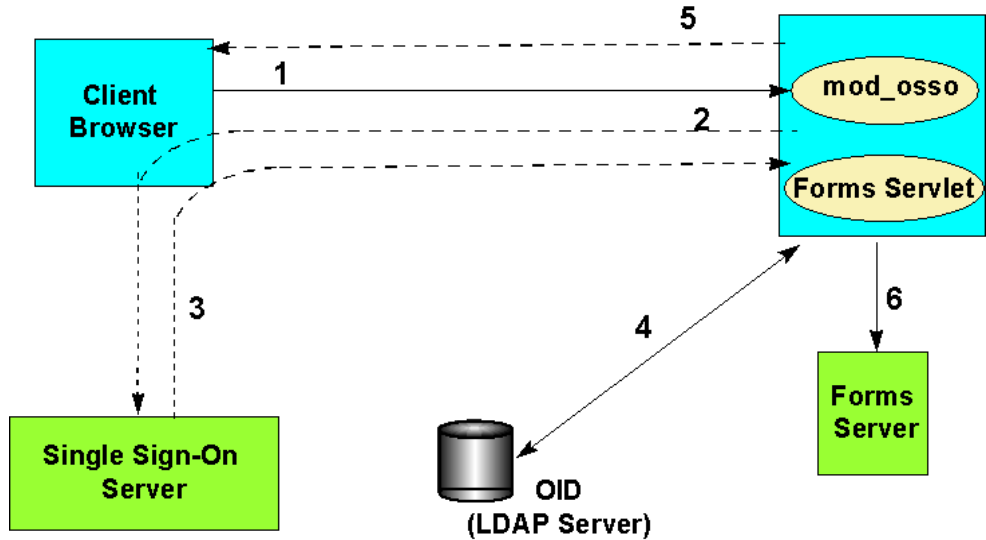 5
1
Client
Browser
mod_osso
2
Forms Servlet
3
4
6
Forms
Server
Single Sign-On
Server
OID
(LDAP Server)